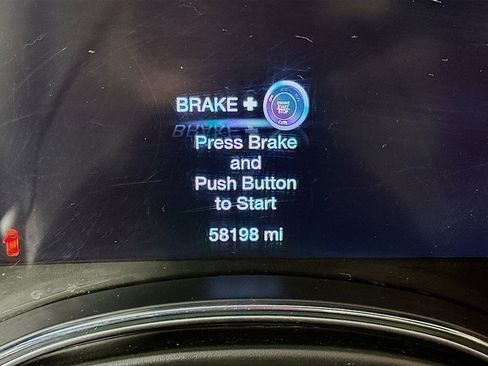 BRAKE +
Press Brake
and
Push Button
to Start
58198 mi